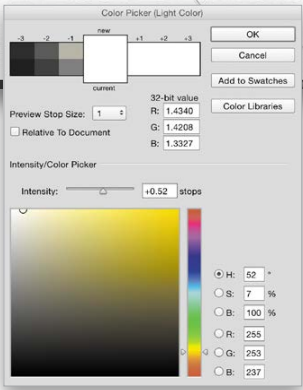 Color Picker (Light Color)
new
-3 -2 -1 +1 +2 +3
current
OK
Cancel
Add to Swatches
Color Libraries
Preview Stop Size: 1
Relative To Document
32-bit value
R: 1.4340
G: 1.4208
B: 1.3327
Intensity/Color Picker
Intensity: +0.52 stops
H: 52 °
S: 7 %
B: 100 %
R: 255
G: 253
B: 237